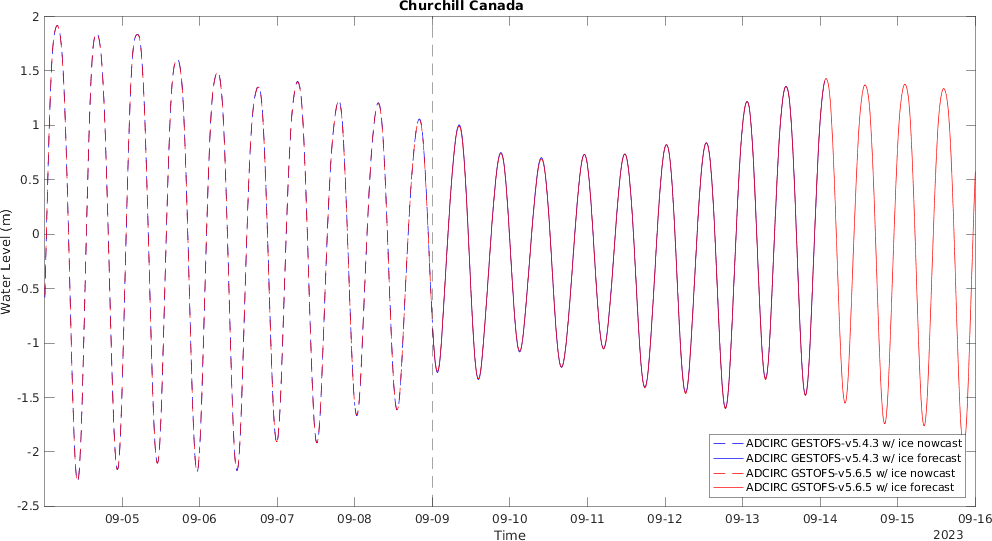 Churchill Canada
2
1.5
1
0.5
0
-0.5
-1
-1.5
-2
-2.5
Water Level (m)
ADCIRC GESTOFS-v5.4.3 w/ ice nowcast
ADCIRC GESTOFS-v5.4.3 w/ ice forecast
ADCIRC GSTOFS-v5.6.5 w/ ice nowcast
ADCIRC GSTOFS-v5.6.5 w/ ice forecast
09-05 09-06 09-07 09-08 09-09 09-10 09-11 09-12 09-13 09-14 09-15 09-16
Time
2023